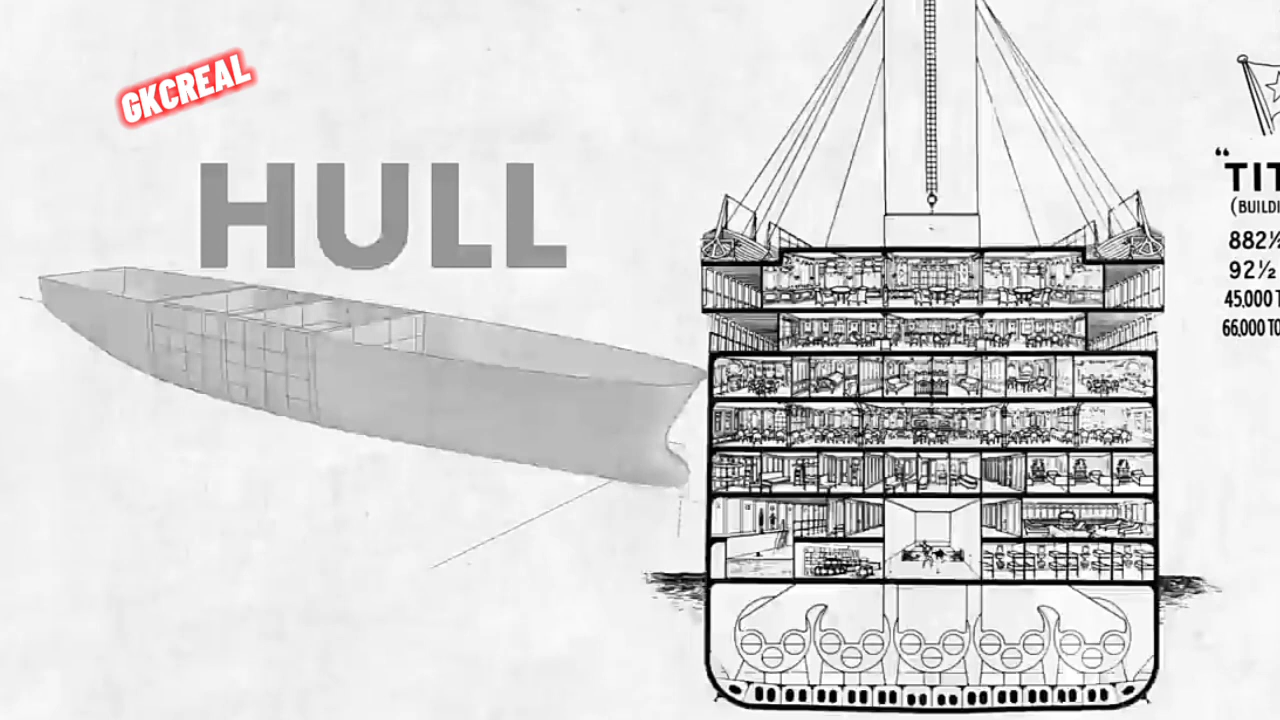 GKCREAL
HULL
"TIT
(BUILDI
882½
92½
45,000 T
66,000 TO